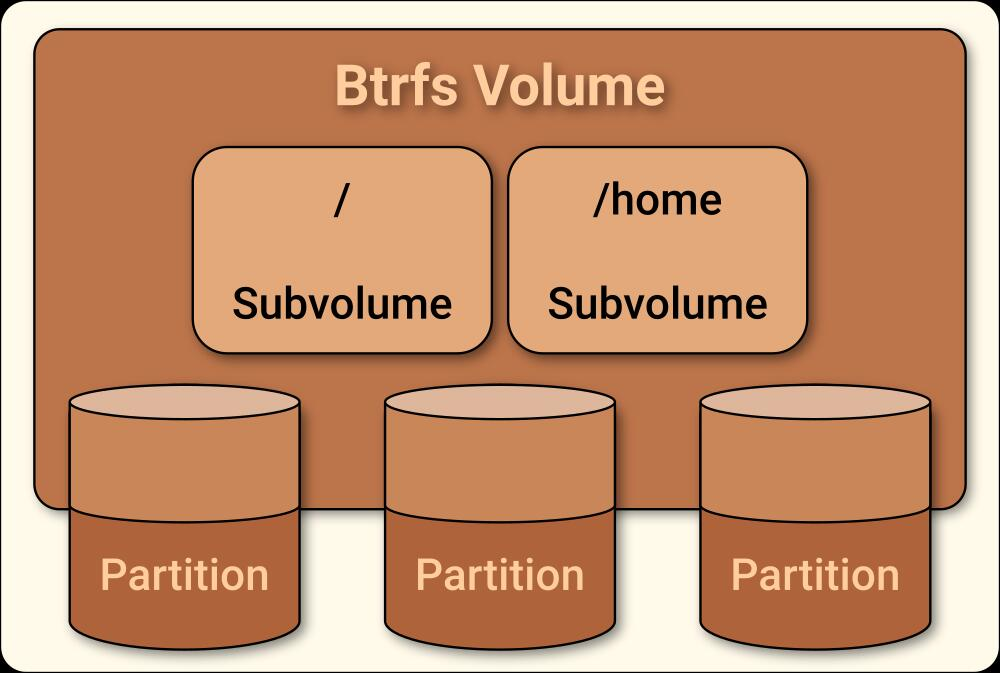 Btrfs Volume
/
Subvolume
/home
Subvolume
Partition
Partition
Partition